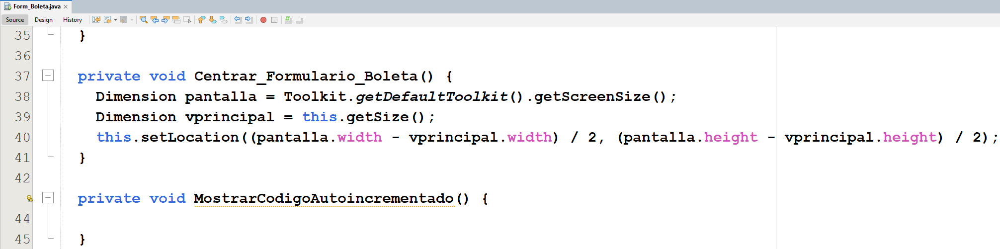 Form_Boleta.java
Source Design History
35 }
36
37 private void Centrar_Formulario_Boleta() {
38 Dimension pantalla = Toolkit.getDefaultToolkit().getScreenSize();
39 Dimension vprincipal = this.getSize();
40 this.setLocation((pantalla.width - vprincipal.width) / 2, (pantalla.height - vprincipal.height) / 2);
41 }
42
private void MostrarCodigoAutoincrementado() {
44
45 }